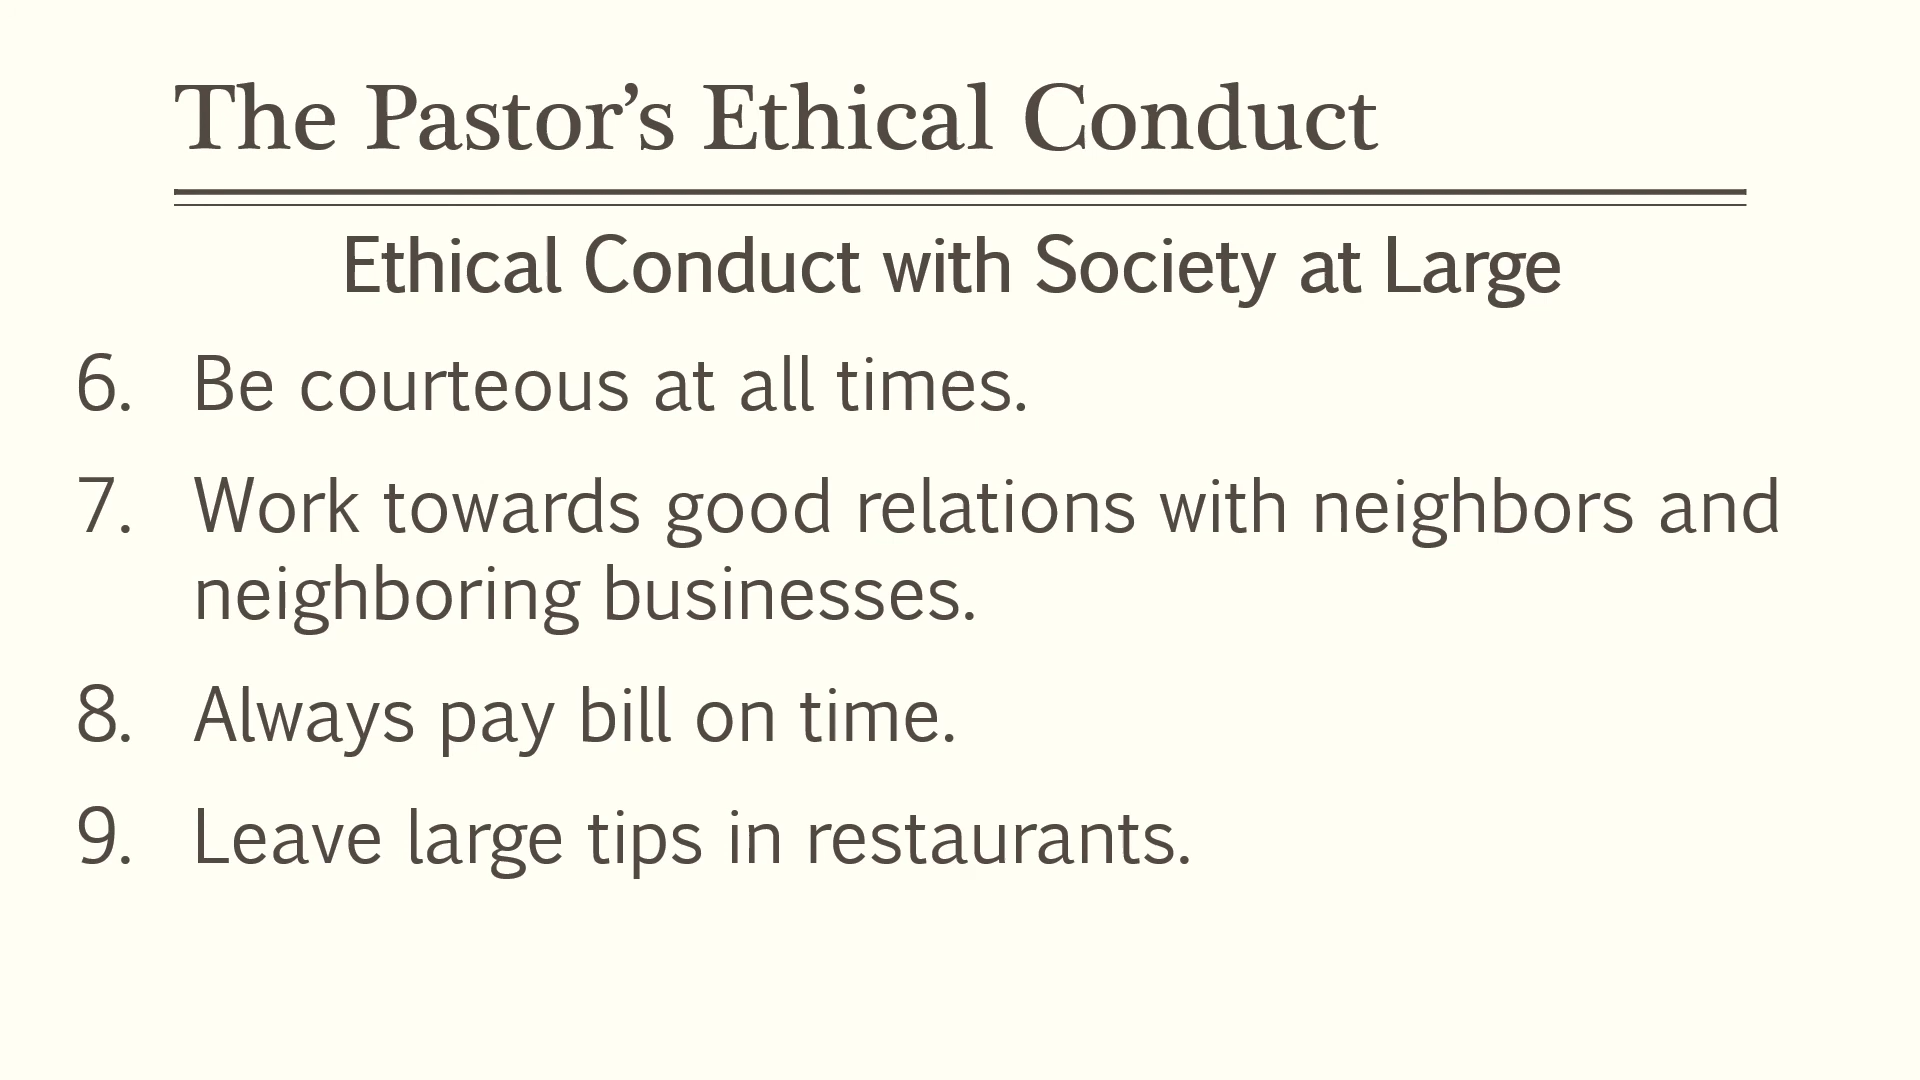 The Pastor’s Ethical Conduct
Ethical Conduct with Society at Large
6. Be courteous at all times.
7. Work towards good relations with neighbors and
neighboring businesses.
8. Always pay bill on time.
9. Leave large tips in restaurants.